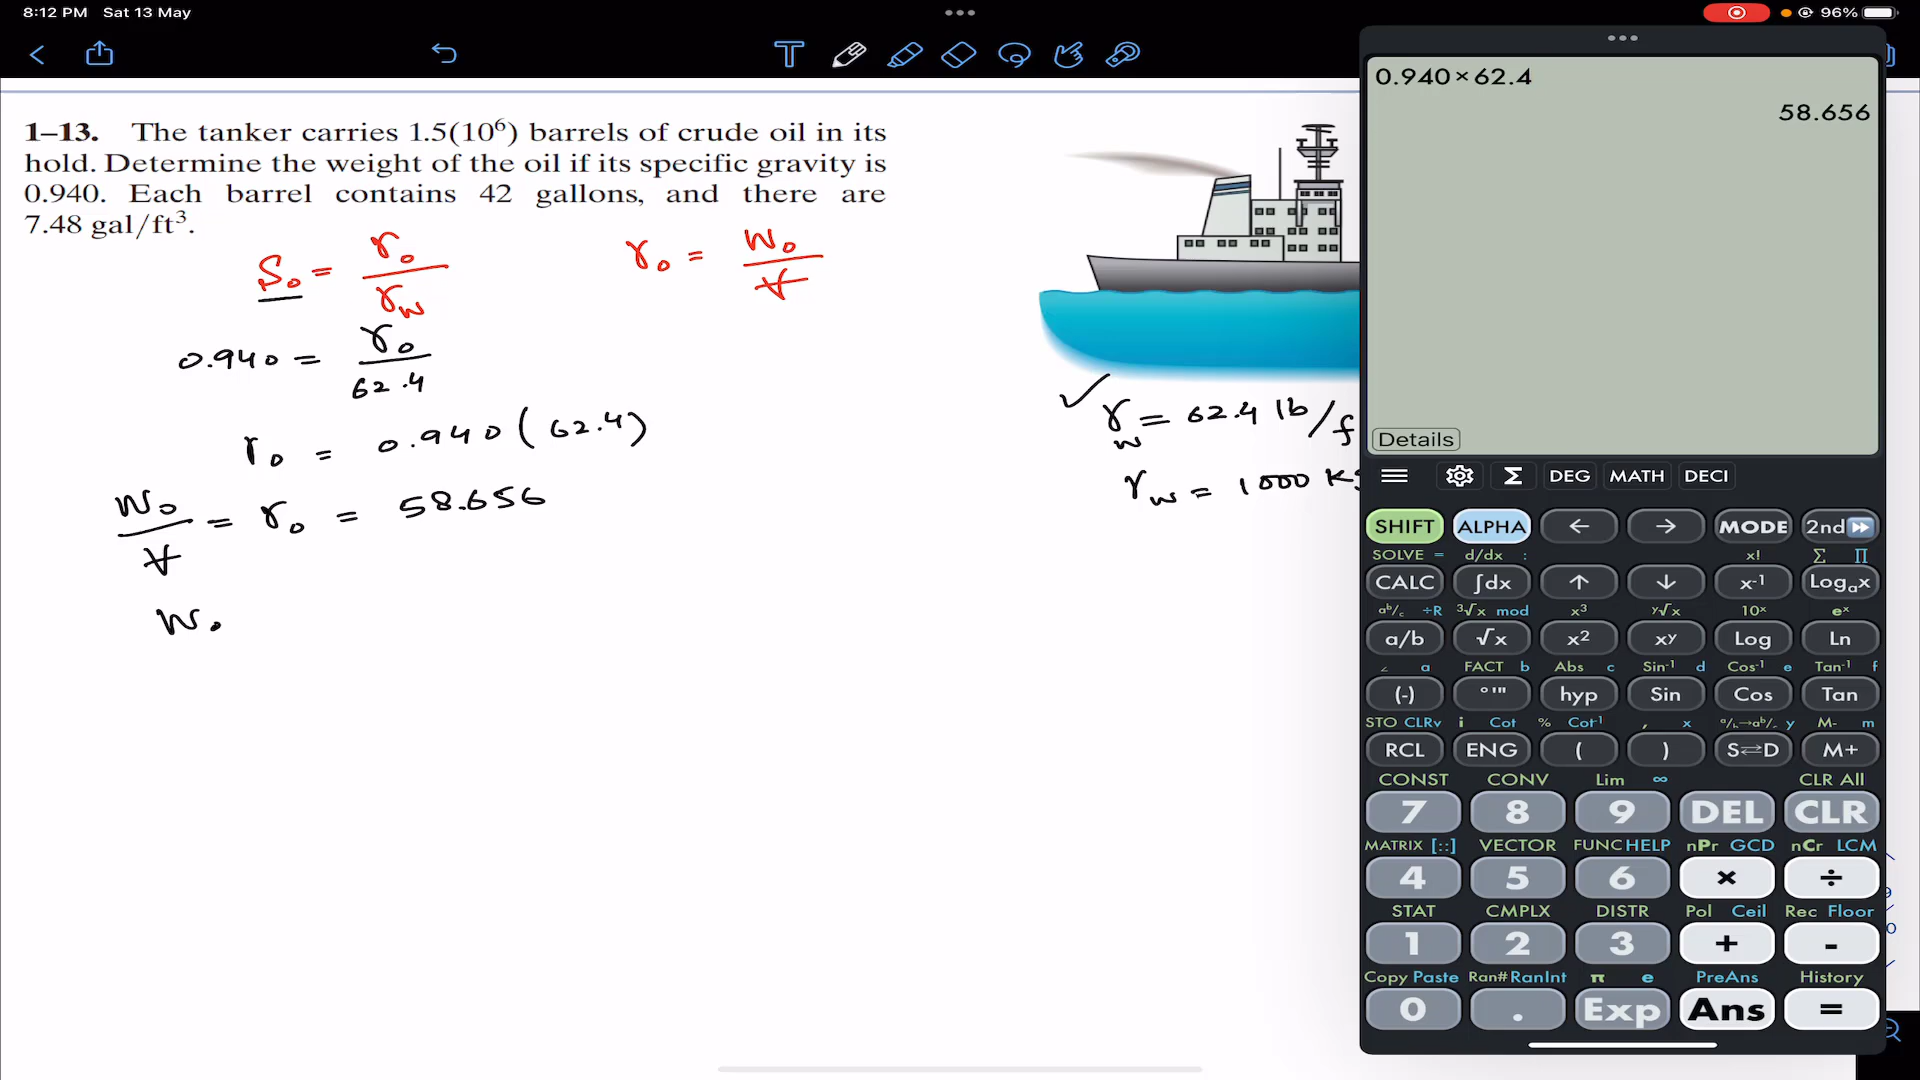 8:12 PM Sat 13 May
96%
1–13. The tanker carries 1.5(10⁶) barrels of crude oil in its
hold. Determine the weight of the oil if its specific gravity is
0.940. Each barrel contains 42 gallons, and there are
7.48 gal/ft³.
S₀ = γ₀/γw
γ₀ = W₀/V
0.940 = γ₀/62.4
γ₀ = 0.940(62.4)
W₀/V = γ₀ = 58.656
W₀
γw = 62.4 lb/f
γw = 1000 K
0.940×62.4
58.656
Details
Σ DEG MATH DECI
SHIFT ALPHA ← → MODE 2nd
SOLVE = d/dx : x! Σ ∏
CALC ∫dx ↑ ↓ x⁻¹ Logₐx
aᵇ/c ÷R ³√x mod x³ ʸ√x 10ˣ eˣ
a/b √x x² xʸ Log Ln
∠ a FACT b Abs c Sin⁻¹ d Cos⁻¹ e Tan⁻¹ f
(-) °'" hyp Sin Cos Tan
STO CLRv i Cot % Cot⁻¹ , x y M- m
RCL ENG ( ) S⇄D M+
CONST CONV Lim ∞ CLR All
7 8 9 DEL CLR
MATRIX [::] VECTOR FUNC HELP nPr GCD nCr LCM
4 5 6 × ÷
STAT CMPLX DISTR Pol Ceil Rec Floor
1 2 3 + -
Copy Paste Ran# RanInt π e PreAns History
0 . Exp Ans =